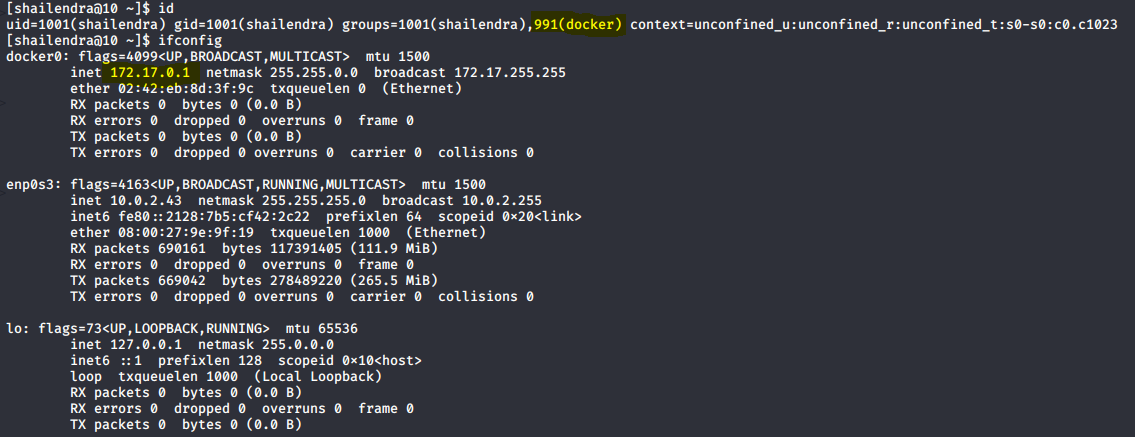 [shailendra@10 ~]$ id
uid=1001(shailendra) gid=1001(shailendra) groups=1001(shailendra),991(docker) context=unconfined_u:unconfined_r:unconfined_t:s0-s0:c0.c1023
[shailendra@10 ~]$ ifconfig
docker0: flags=4099<UP,BROADCAST,MULTICAST>  mtu 1500
        inet 172.17.0.1  netmask 255.255.0.0  broadcast 172.17.255.255
        ether 02:42:eb:8d:3f:9c  txqueuelen 0  (Ethernet)
        RX packets 0  bytes 0 (0.0 B)
        RX errors 0  dropped 0  overruns 0  frame 0
        TX packets 0  bytes 0 (0.0 B)
        TX errors 0  dropped 0 overruns 0  carrier 0  collisions 0

enp0s3: flags=4163<UP,BROADCAST,RUNNING,MULTICAST>  mtu 1500
        inet 10.0.2.43  netmask 255.255.255.0  broadcast 10.0.2.255
        inet6 fe80::2128:7b5:cf42:2c22  prefixlen 64  scopeid 0×20<link>
        ether 08:00:27:9e:9f:19  txqueuelen 1000  (Ethernet)
        RX packets 690161  bytes 117391405 (111.9 MiB)
        RX errors 0  dropped 0  overruns 0  frame 0
        TX packets 669042  bytes 278489220 (265.5 MiB)
        TX errors 0  dropped 0 overruns 0  carrier 0  collisions 0

lo: flags=73<UP,LOOPBACK,RUNNING>  mtu 65536
        inet 127.0.0.1  netmask 255.0.0.0
        inet6 ::1  prefixlen 128  scopeid 0×10<host>
        loop  txqueuelen 1000  (Local Loopback)
        RX packets 0  bytes 0 (0.0 B)
        RX errors 0  dropped 0  overruns 0  frame 0
        TX packets 0  bytes 0 (0.0 B)